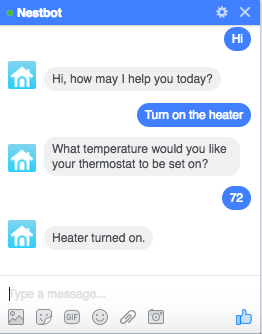 Nestbot
Hi
Hi, how may I help you today?
Turn on the heater
What temperature would you like
your thermostat to be set on?
72
Heater turned on.
Type a message...
GIF